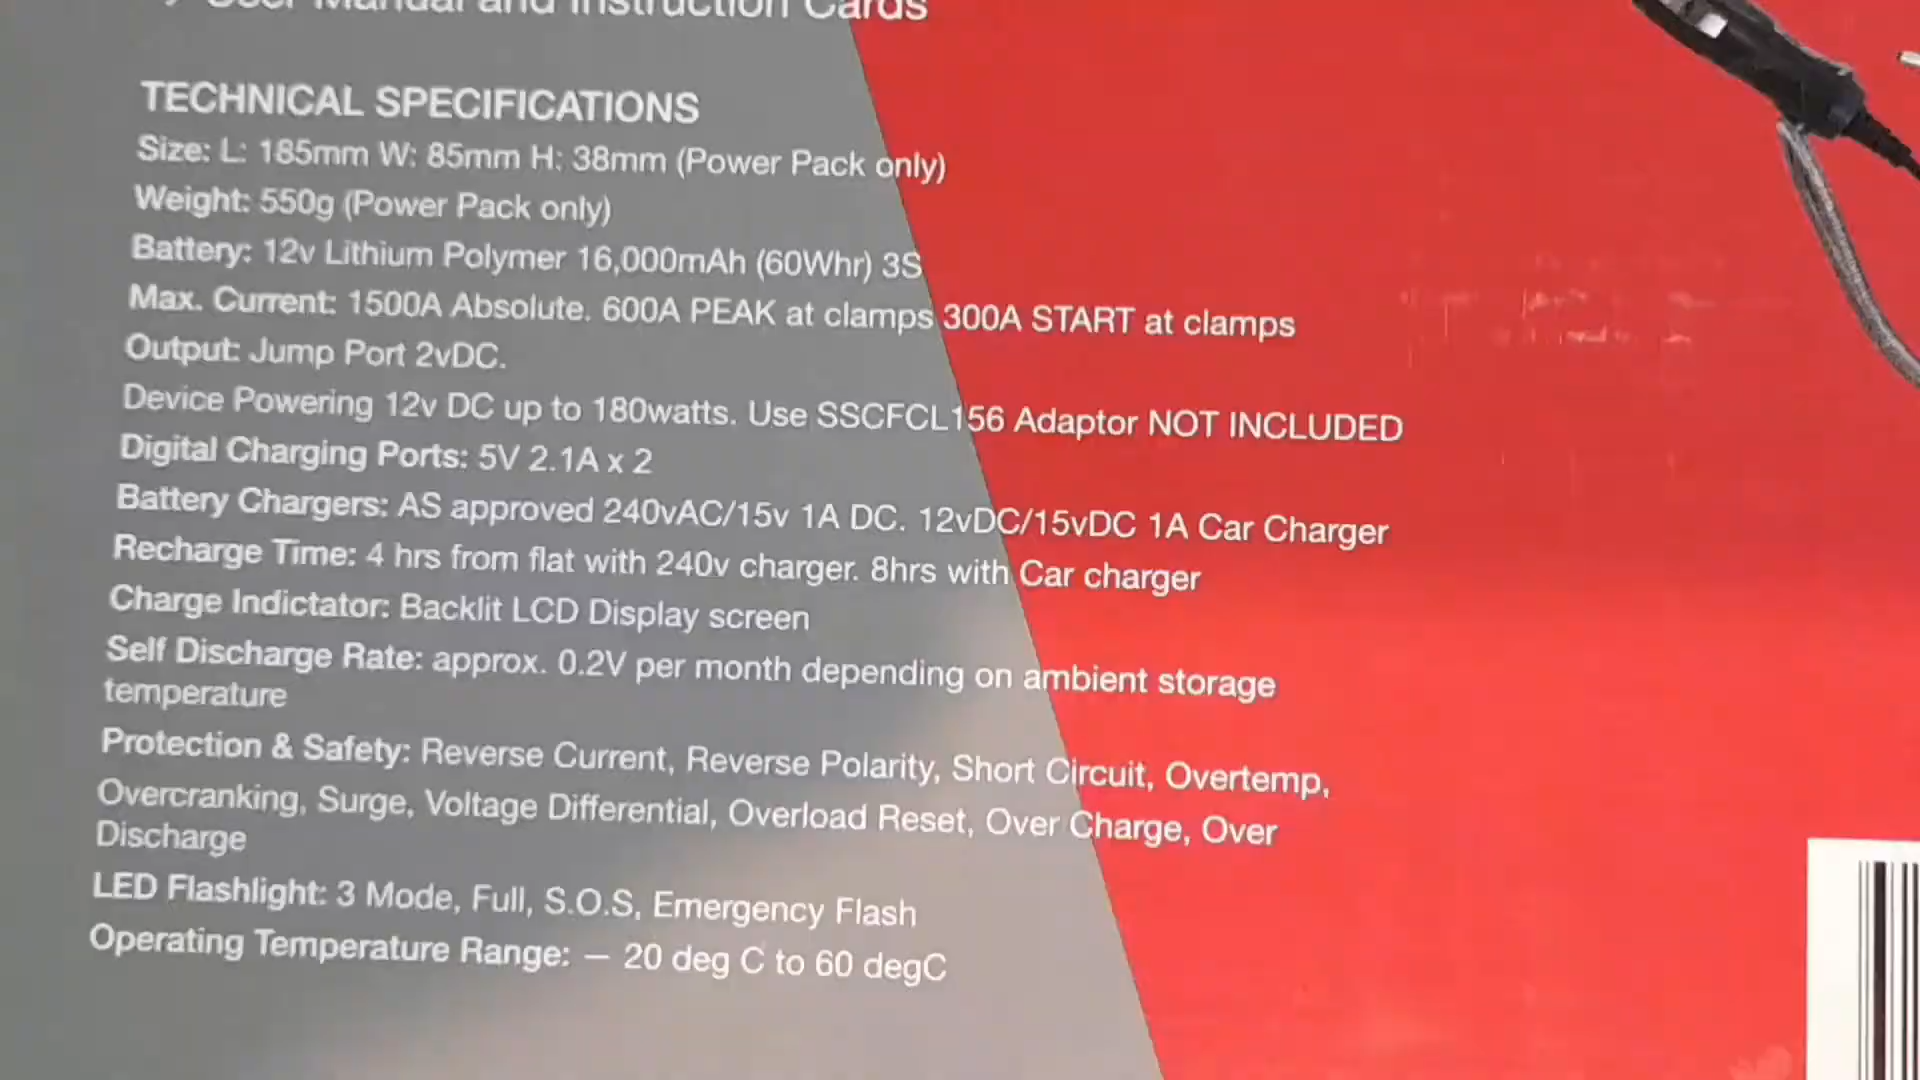 User Manual and Instruction Cards
TECHNICAL SPECIFICATIONS
Size: L: 185mm W: 85mm H: 38mm (Power Pack only)
Weight: 550g (Power Pack only)
Battery: 12v Lithium Polymer 16,000mAh (60Whr) 3S
Max. Current: 1500A Absolute. 600A PEAK at clamps 300A START at clamps
Output: Jump Port 2vDC.
Device Powering 12v DC up to 180watts. Use SSCFCL156 Adaptor NOT INCLUDED
Digital Charging Ports: 5V 2.1A x 2
Battery Chargers: AS approved 240vAC/15v 1A DC. 12vDC/15vDC 1A Car Charger
Recharge Time: 4 hrs from flat with 240v charger. 8hrs with Car charger
Charge Indictator: Backlit LCD Display screen
Self Discharge Rate: approx. 0.2V per month depending on ambient storage
temperature
Protection & Safety: Reverse Current, Reverse Polarity, Short Circuit, Overtemp,
Overcranking, Surge, Voltage Differential, Overload Reset, Over Charge, Over
Discharge
LED Flashlight: 3 Mode, Full, S.O.S, Emergency Flash
Operating Temperature Range: – 20 deg C to 60 degC